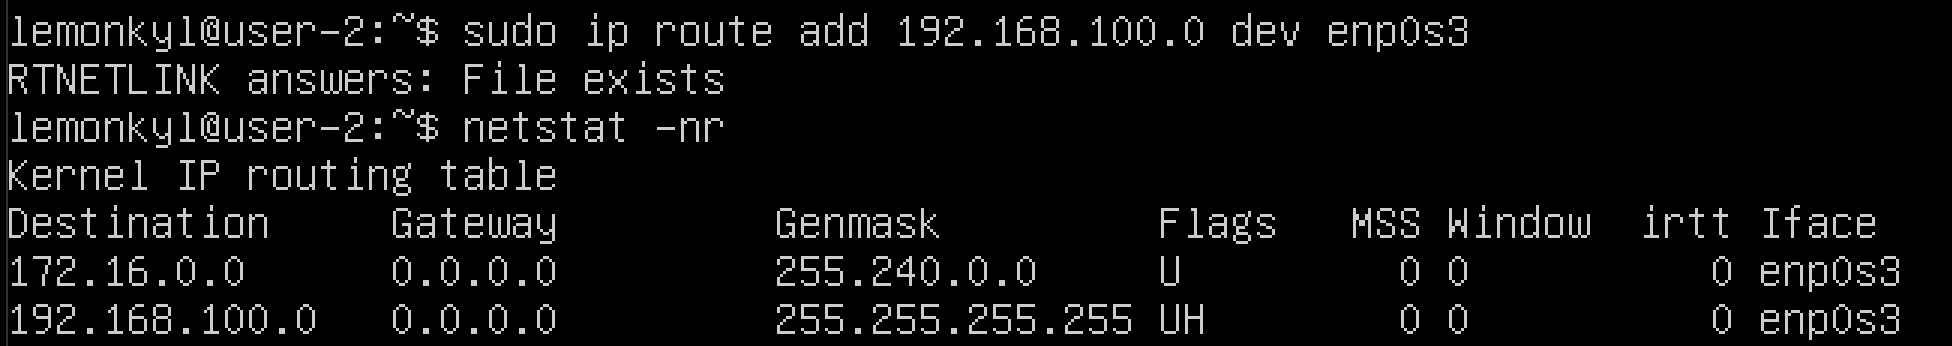 lemonkyl@user-2:~$ sudo ip route add 192.168.100.0 dev enp0s3
RTNETLINK answers: File exists
lemonkyl@user-2:~$ netstat -nr
Kernel IP routing table
Destination     Gateway         Genmask         Flags   MSS Window  irtt Iface
172.16.0.0      0.0.0.0         255.240.0.0     U         0 0          0 enp0s3
192.168.100.0   0.0.0.0         255.255.255.255 UH        0 0          0 enp0s3